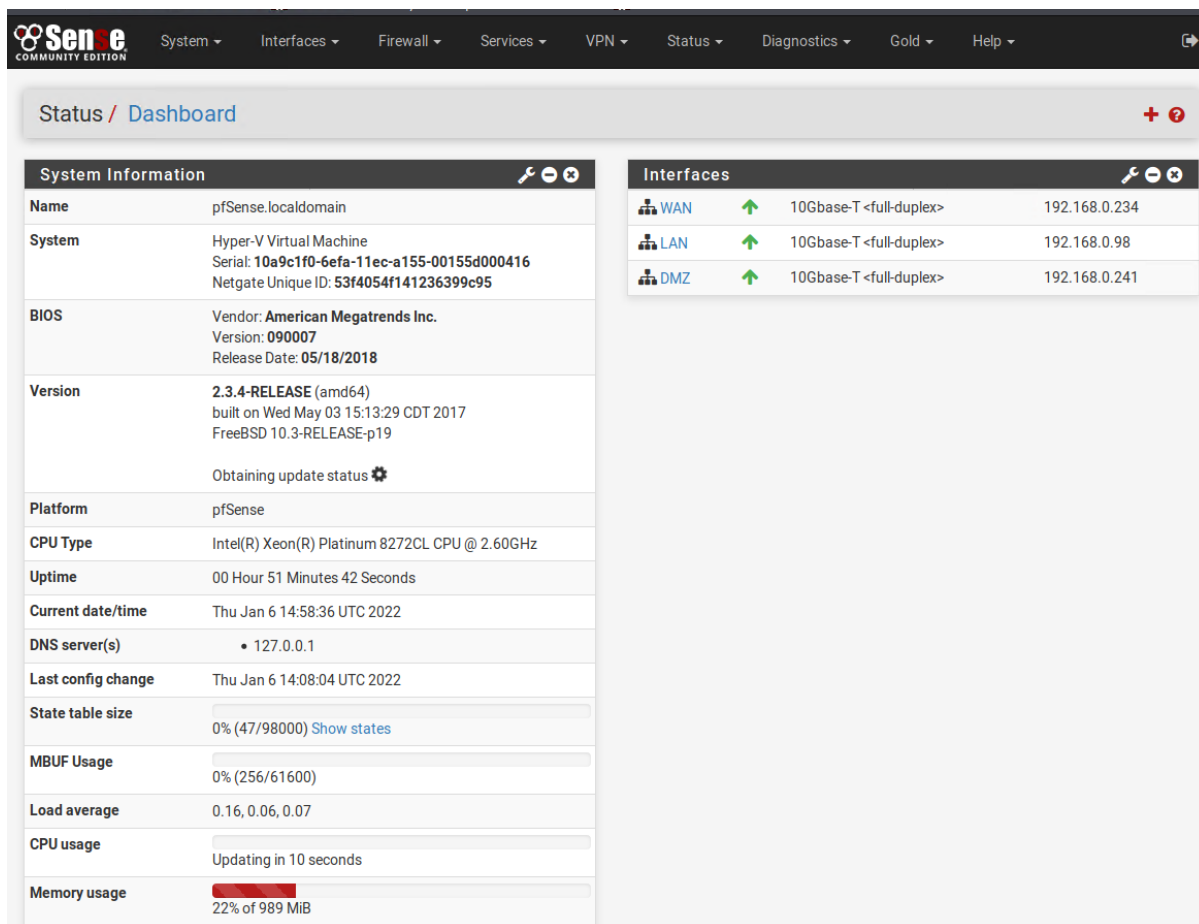 Sense
COMMUNITY EDITION
System
Interfaces
Firewall
Services
VPN
Status
Diagnostics
Gold
Help
Status / Dashboard
System Information
Name
pfSense.localdomain
System
Hyper-V Virtual Machine
Serial: 10a9c1f0-6efa-11ec-a155-00155d000416
Netgate Unique ID: 53f4054f141236399c95
BIOS
Vendor: American Megatrends Inc.
Version: 090007
Release Date: 05/18/2018
Version
2.3.4-RELEASE (amd64)
built on Wed May 03 15:13:29 CDT 2017
FreeBSD 10.3-RELEASE-p19
Obtaining update status
Platform
pfSense
CPU Type
Intel(R) Xeon(R) Platinum 8272CL CPU @ 2.60GHz
Uptime
00 Hour 51 Minutes 42 Seconds
Current date/time
Thu Jan 6 14:58:36 UTC 2022
DNS server(s)
• 127.0.0.1
Last config change
Thu Jan 6 14:08:04 UTC 2022
State table size
0% (47/98000) Show states
MBUF Usage
0% (256/61600)
Load average
0.16, 0.06, 0.07
CPU usage
Updating in 10 seconds
Memory usage
22% of 989 MiB
Interfaces
WAN 10Gbase-T <full-duplex> 192.168.0.234
LAN 10Gbase-T <full-duplex> 192.168.0.98
DMZ 10Gbase-T <full-duplex> 192.168.0.241